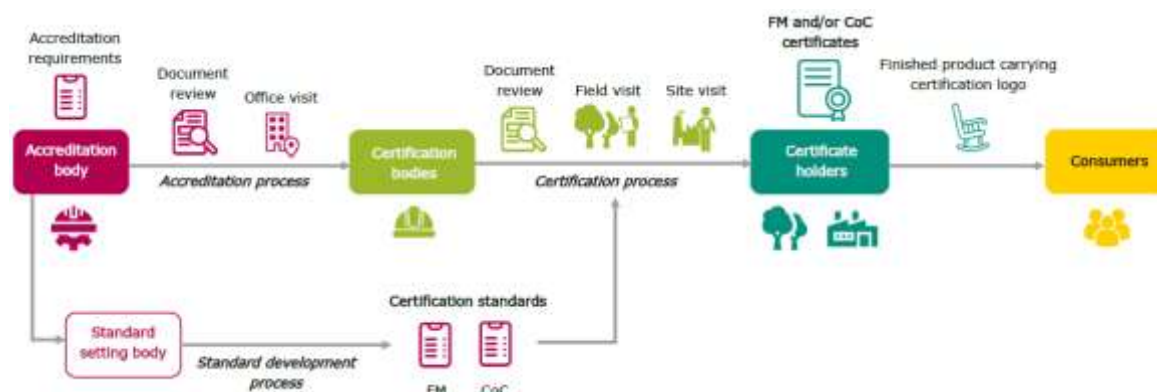 Accreditation
requirements
Document
review
Office visit
Document
review
Field visit
Site visit
FM and/or CoC
certificates
Finished product carrying
certification logo
Accreditation
body
Accreditation process
Certification
bodies
Certification process
Certificate
holders
Consumers
Standard
setting body
Standard development
process
Certification standards
FM
CoC